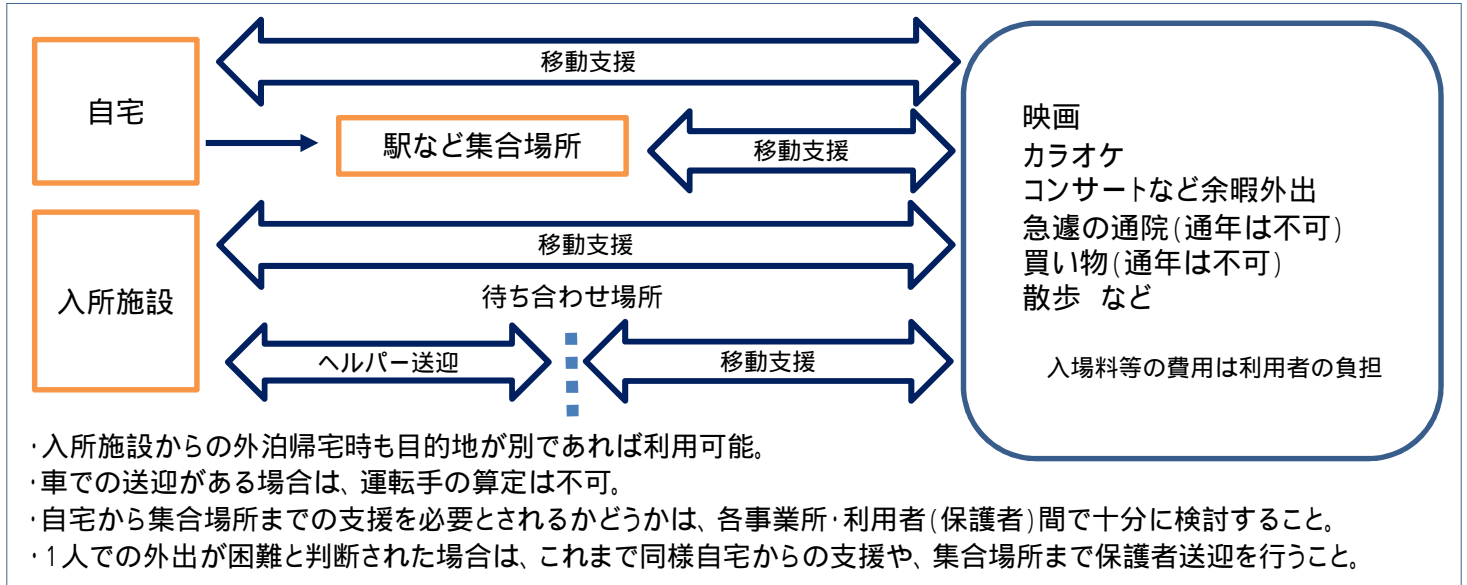 移動支援
自宅
駅など集合場所
移動支援
移動支援
入所施設
待ち合わせ場所
ヘルパー送迎
移動支援
映画
カラオケ
コンサートなど余暇外出
急遽の通院(通年は不可)
買い物(通年は不可)
散歩 など
入場料等の費用は利用者の負担
・入所施設からの外泊帰宅時も目的地が別であれば利用可能。
・車での送迎がある場合は、運転手の算定は不可。
・自宅から集合場所までの支援を必要とされるかどうかは、各事業所・利用者(保護者)間で十分に検討すること。
・1人での外出が困難と判断された場合は、これまで同様自宅からの支援や、集合場所まで保護者送迎を行うこと。